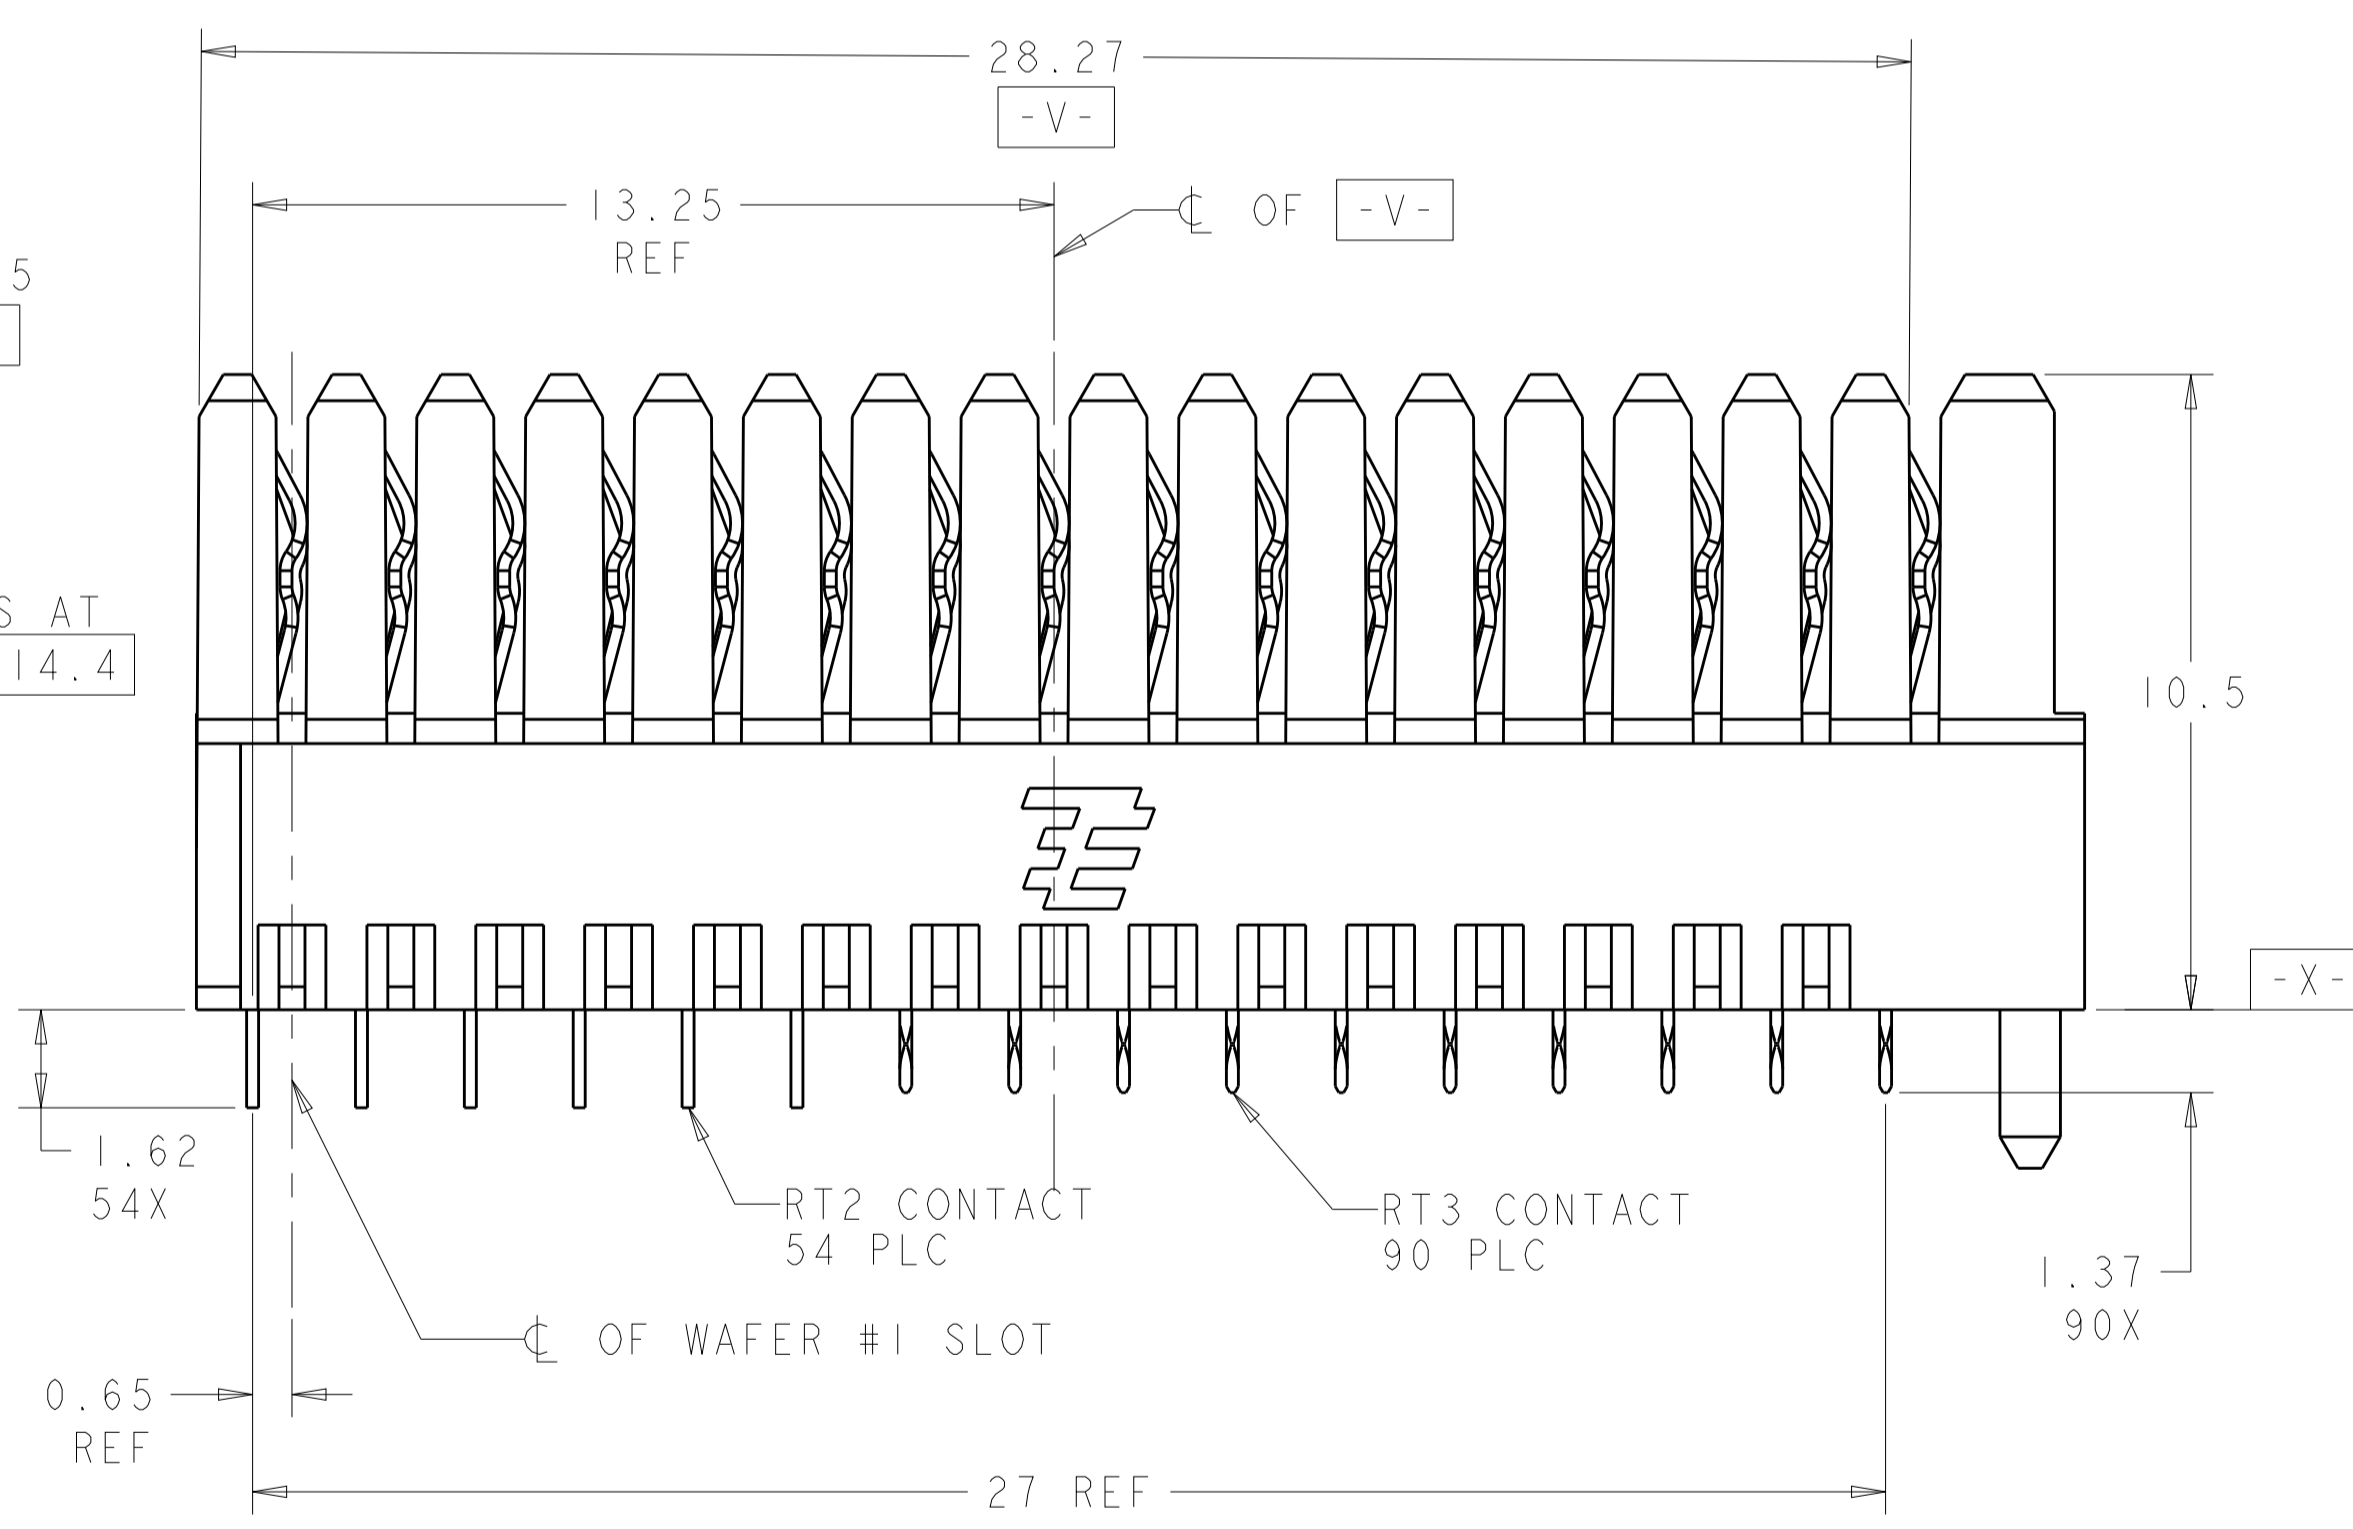 28.27
-V-
13.25
REF
℄ OF -V-
5
S AT
14.4
10.5
-X-
1.62
54X
RT2 CONTACT
54 PLC
RT3 CONTACT
90 PLC
1.37
90X
℄ OF WAFER #1 SLOT
0.65
REF
27 REF